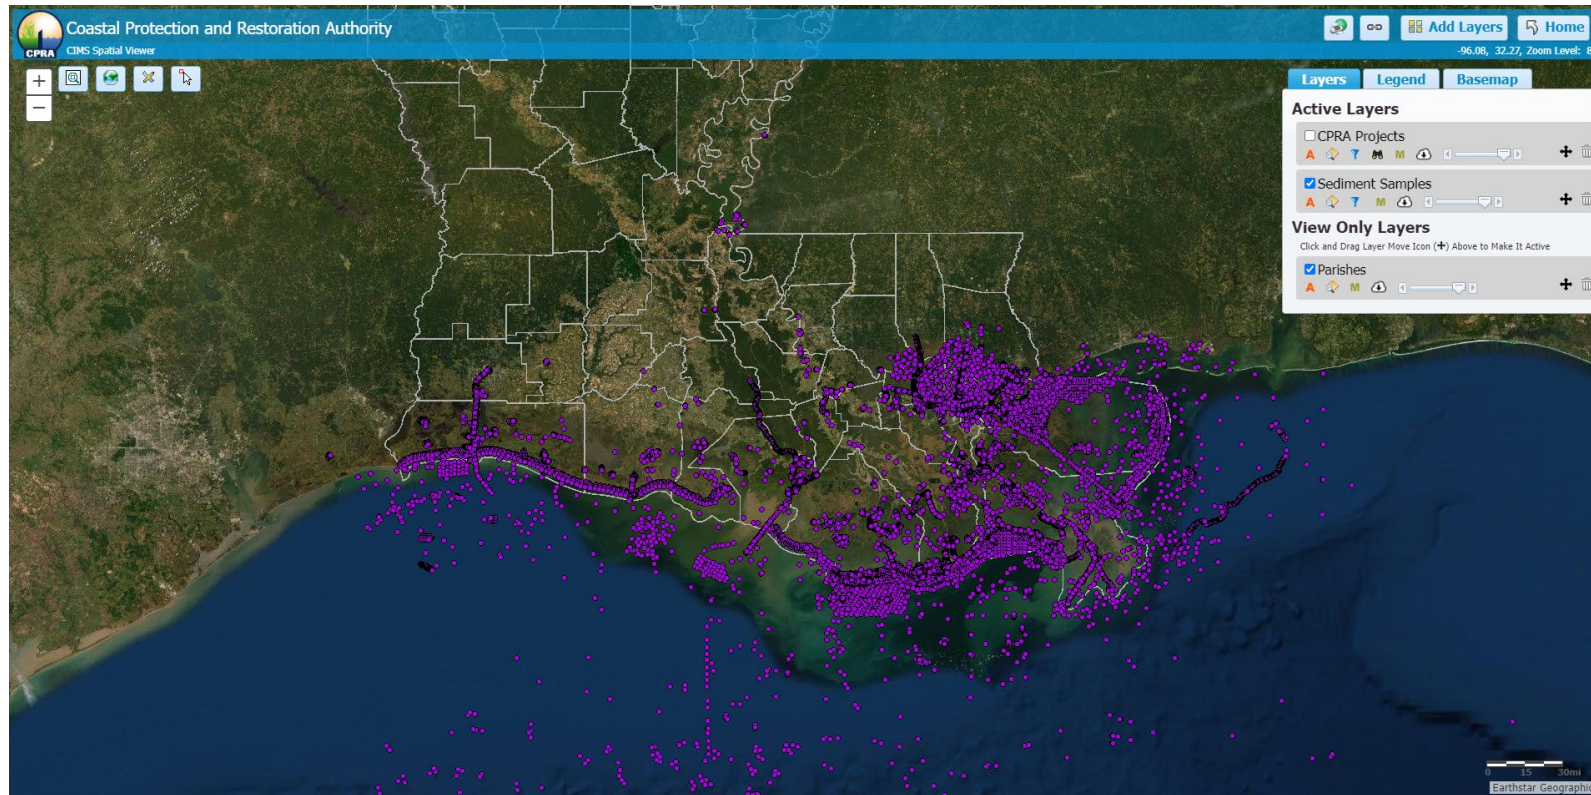 Coastal Protection and Restoration Authority
CPRA
CIMS Spatial Viewer
Add Layers
Home
-96.08, 32.27, Zoom Level: 8
+
−
Layers
Legend
Basemap
Active Layers
CPRA Projects
A T M
Sediment Samples
A T M
View Only Layers
Click and Drag Layer Move Icon (✚) Above to Make It Active
Parishes
A M
0 15 30mi
Earthstar Geographi